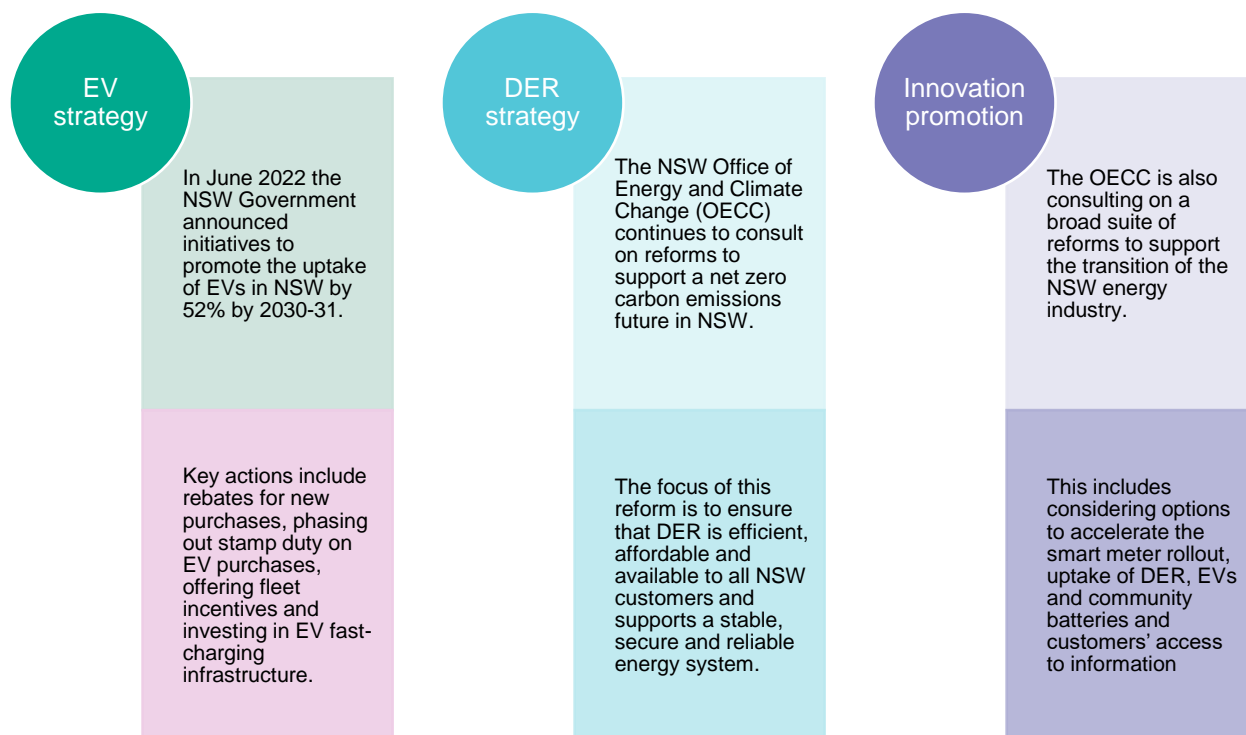 EV
strategy
In June 2022 the
NSW Government
announced
initiatives to
promote the uptake
of EVs in NSW by
52% by 2030-31.
Key actions include
rebates for new
purchases, phasing
out stamp duty on
EV purchases,
offering fleet
incentives and
investing in EV fast-
charging
infrastructure.
DER
strategy
The NSW Office of
Energy and Climate
Change (OECC)
continues to consult
on reforms to
support a net zero
carbon emissions
future in NSW.
The focus of this
reform is to ensure
that DER is efficient,
affordable and
available to all NSW
customers and
supports a stable,
secure and reliable
energy system.
Innovation
promotion
The OECC is also
consulting on a
broad suite of
reforms to support
the transition of the
NSW energy
industry.
This includes
considering options
to accelerate the
smart meter rollout,
uptake of DER, EVs
and community
batteries and
customers’ access
to information